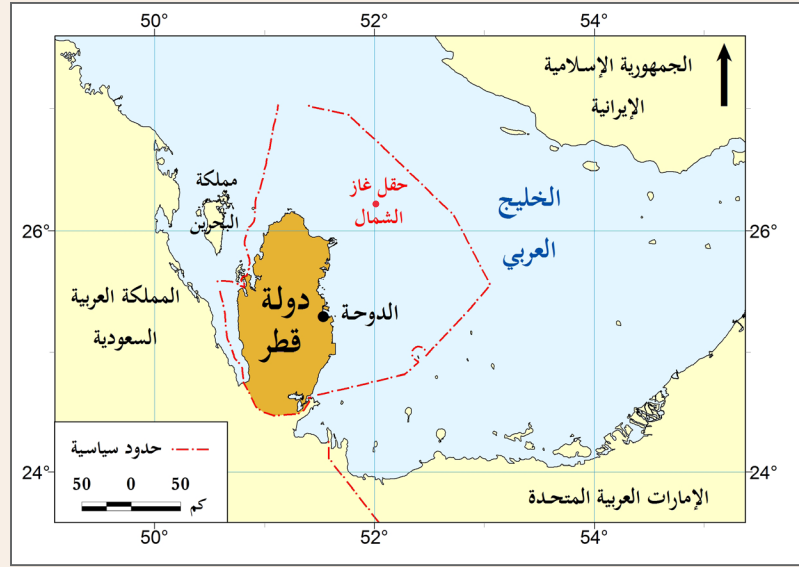 50°
52°
54°
الجمهورية الإسلامية
الإيرانية
مملكة
البحرين
حقل غاز
الشمال
الخليج
العربي
26°
26°
المملكة العربية
السعودية
دولة
قطر
الدوحة
حدود سياسية
50 0 50
كم
24°
24°
الإمارات العربية المتحدة
50°
52°
54°